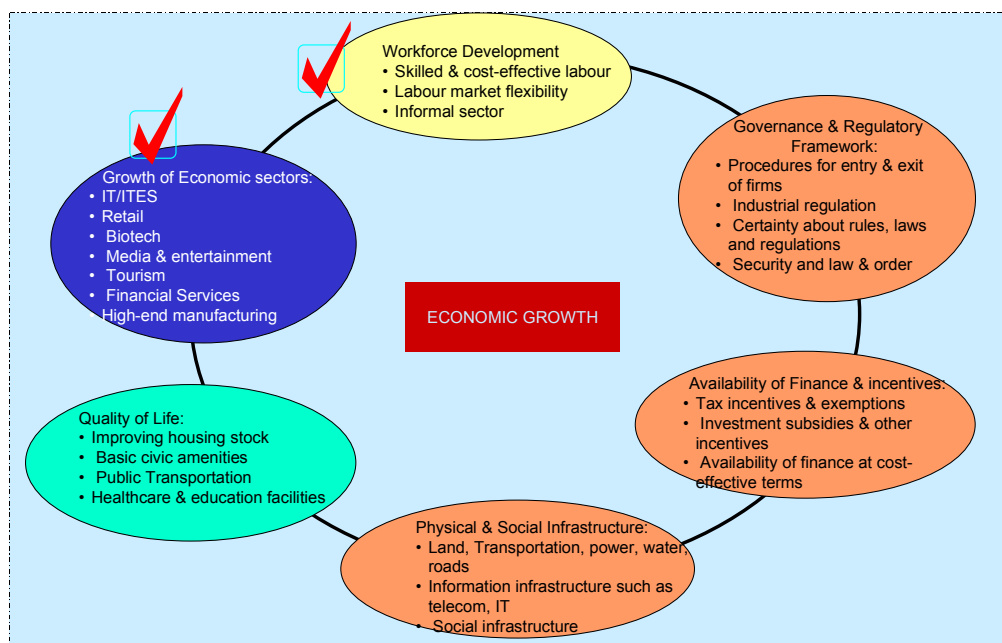 Workforce Development
• Skilled & cost-effective labour
• Labour market flexibility
• Informal sector
Governance & Regulatory
Framework:
• Procedures for entry & exit
of firms
• Industrial regulation
• Certainty about rules, laws
and regulations
• Security and law & order
Growth of Economic sectors:
• IT/ITES
• Retail
• Biotech
• Media & entertainment
• Tourism
• Financial Services
• High-end manufacturing
ECONOMIC GROWTH
Availability of Finance & incentives:
• Tax incentives & exemptions
• Investment subsidies & other
incentives
• Availability of finance at cost-
effective terms
Quality of Life:
• Improving housing stock
• Basic civic amenities
• Public Transportation
• Healthcare & education facilities
Physical & Social Infrastructure:
• Land, Transportation, power, water,
roads
• Information infrastructure such as
telecom, IT
• Social infrastructure